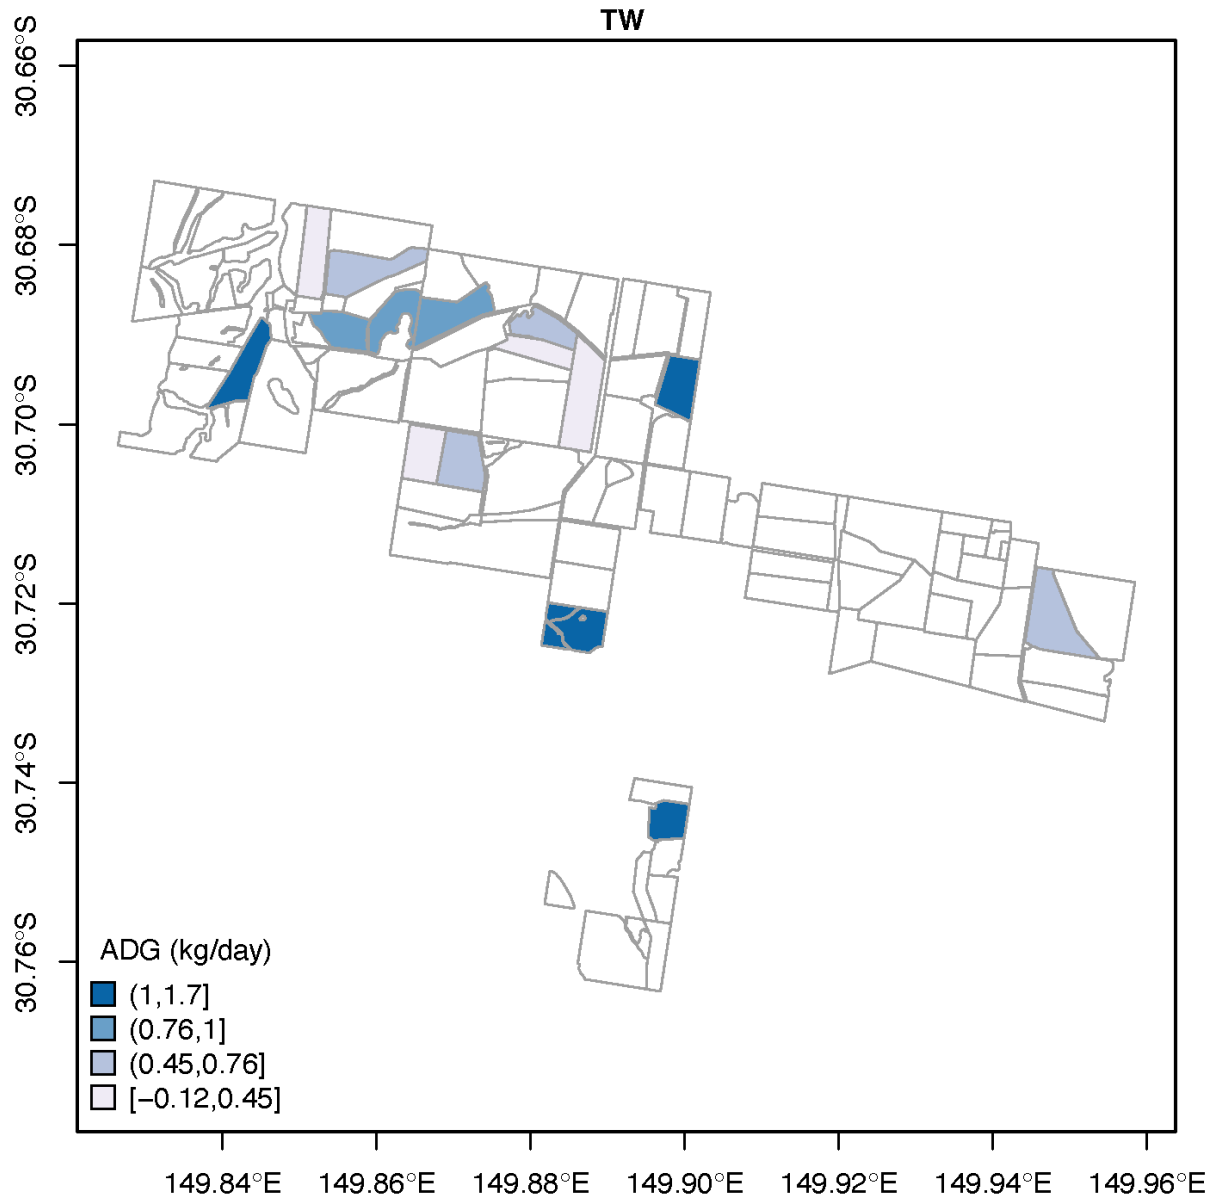 TW
30.66°S
30.68°S
30.70°S
30.72°S
30.74°S
30.76°S
ADG (kg/day)
(1,1.7]
(0.76,1]
(0.45,0.76]
[−0.12,0.45]
149.84°E 149.86°E 149.88°E 149.90°E 149.92°E 149.94°E 149.96°E